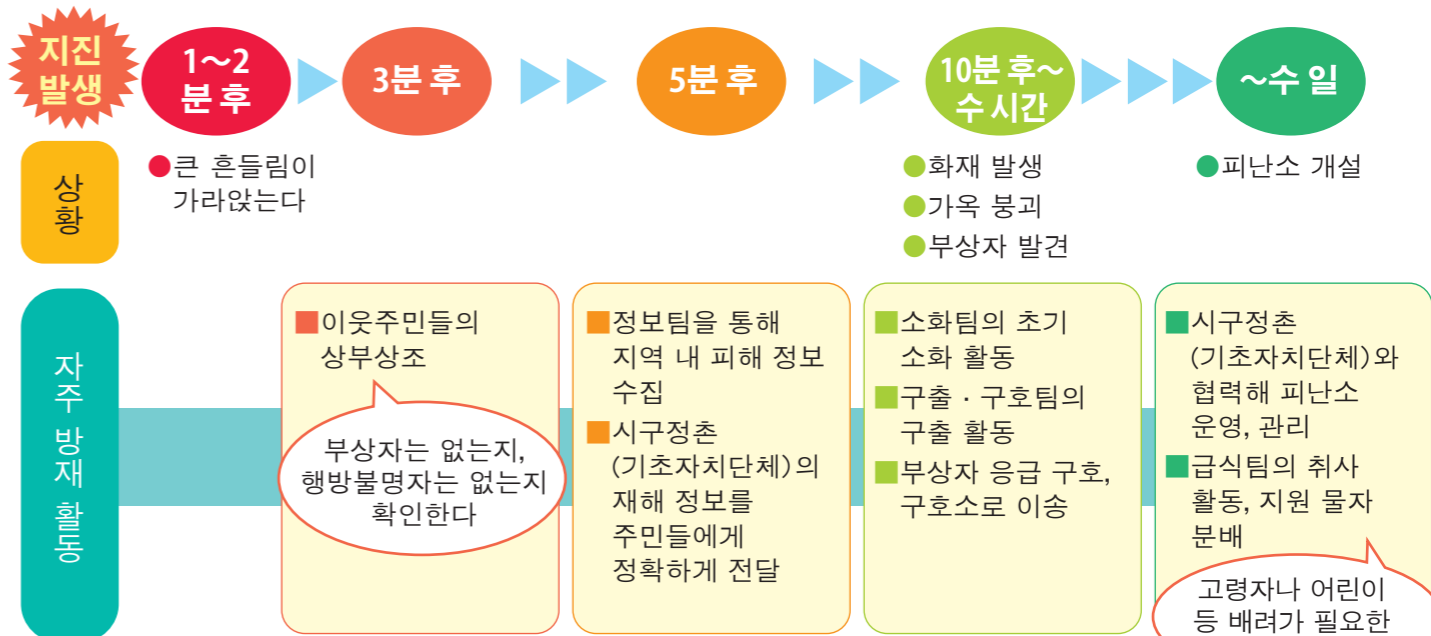 지진
발생
1~2
분 후
3분 후
5분 후
10분 후~
수 시간
~수 일
상황
●큰 흔들림이
가라앉는다
●화재 발생
●가옥 붕괴
●부상자 발견
●피난소 개설
자주 방재 활동
■이웃주민들의
상부상조
부상자는 없는지,
행방불명자는 없는지
확인한다
■정보팀을 통해
지역 내 피해 정보
수집
■시구정촌
(기초자치단체)의
재해 정보를
주민들에게
정확하게 전달
■소화팀의 초기
소화 활동
■구출 · 구호팀의
구출 활동
■부상자 응급 구호,
구호소로 이송
■시구정촌
(기초자치단체)와
협력해 피난소
운영, 관리
■급식팀의 취사
활동, 지원 물자
분배
고령자나 어린이
등 배려가 필요한